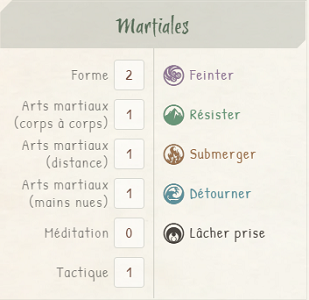 Martiales
Forme 2
Feinter
Arts martiaux
(corps à corps) 1
Résister
Arts martiaux
(distance) 1
Submerger
Arts martiaux
(mains nues) 1
Détourner
Méditation 0
Lâcher prise
Tactique 1